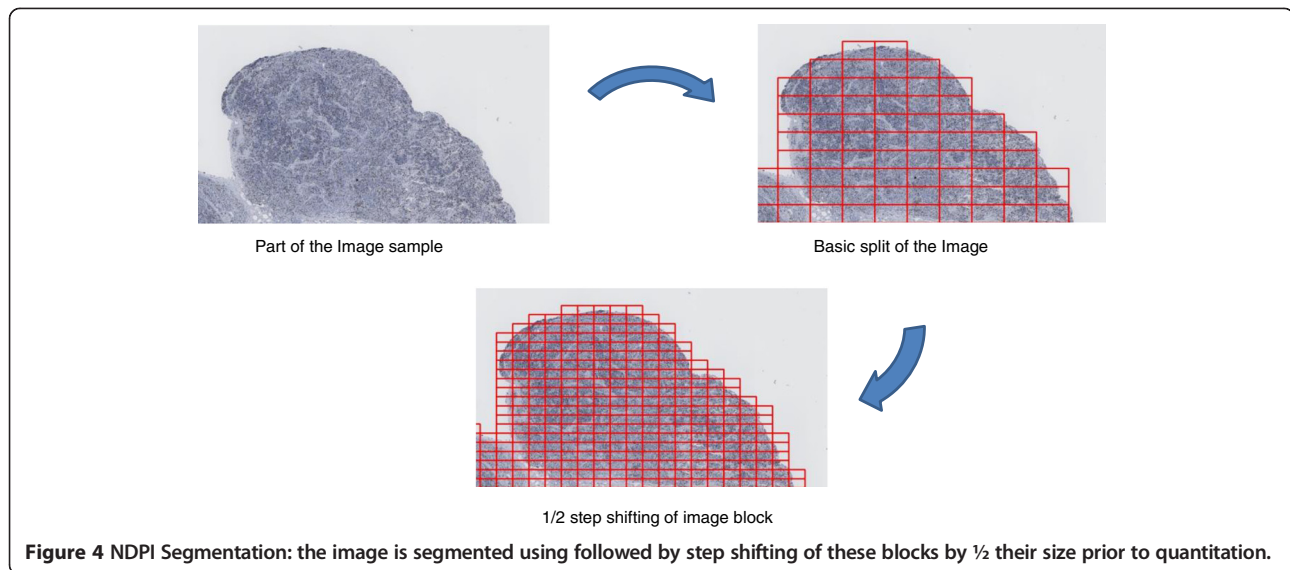 Part of the Image sample
Basic split of the Image
1/2 step shifting of image block
Figure 4 NDPI Segmentation: the image is segmented using followed by step shifting of these blocks by ½ their size prior to quantitation.